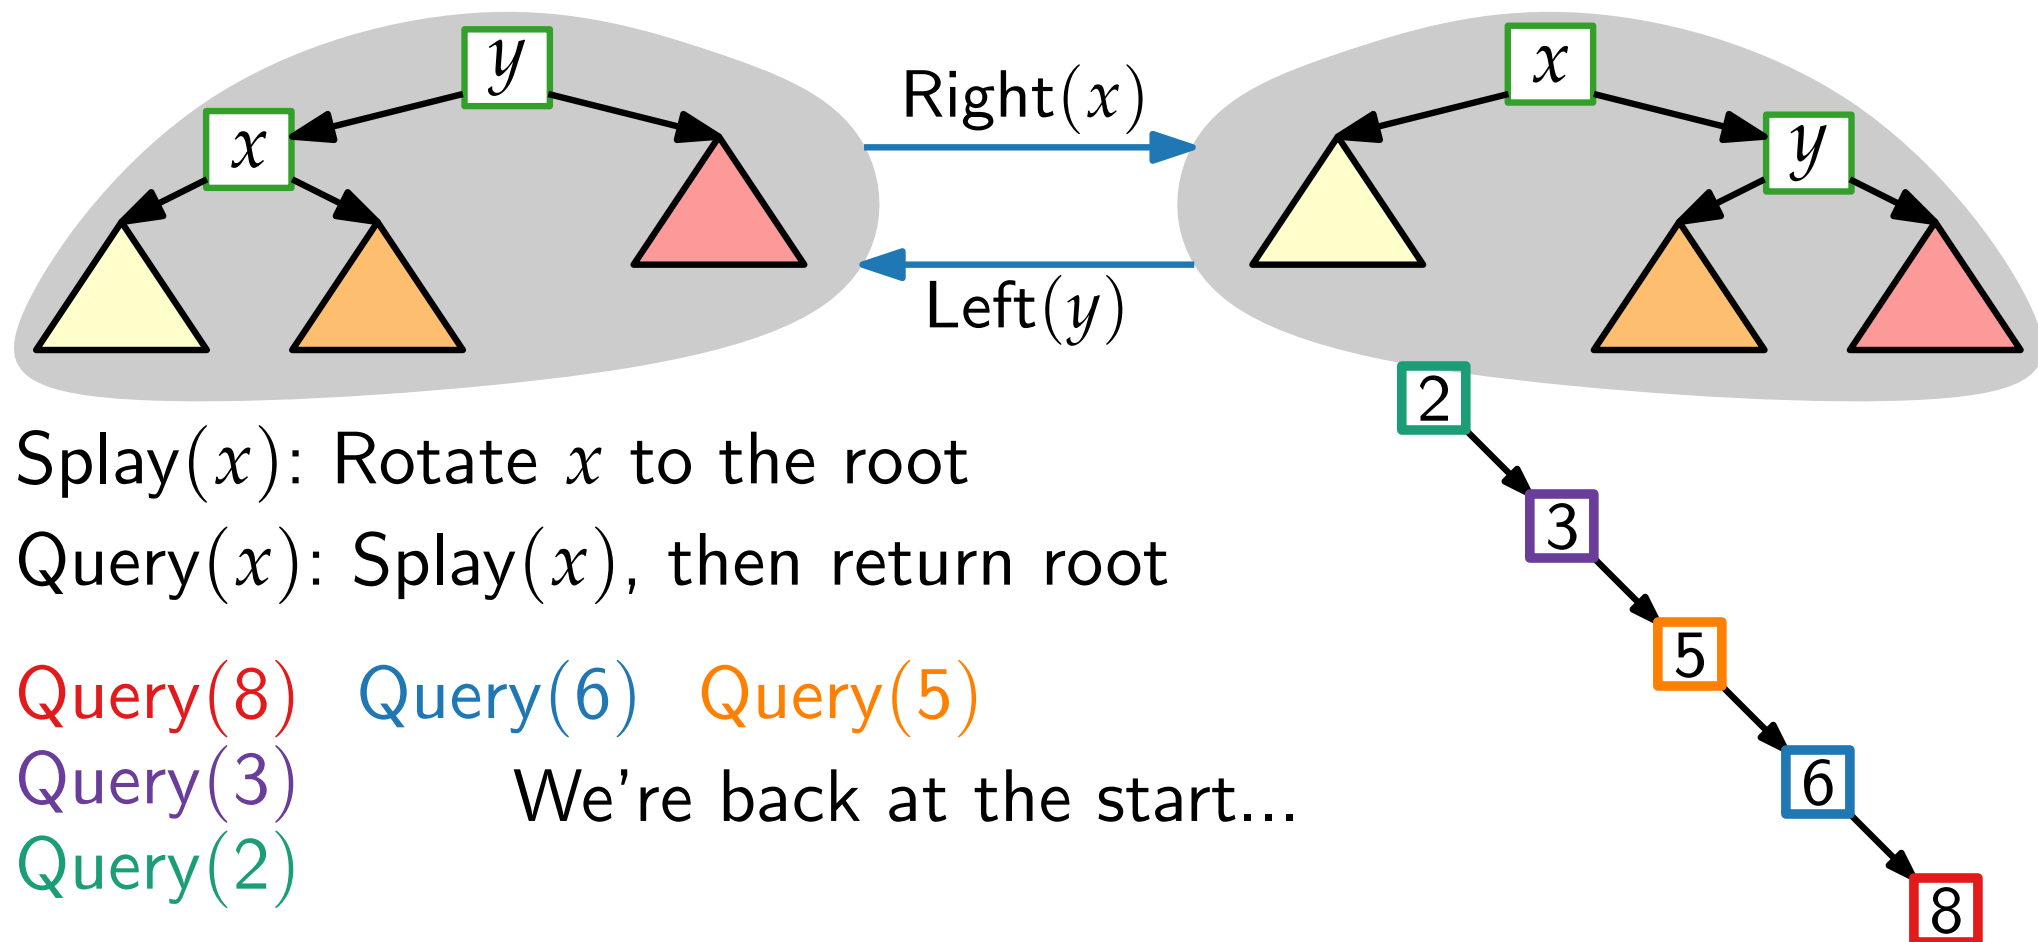 y
x
Right(x)
Left(y)
x
y
Splay(x): Rotate x to the root
Query(x): Splay(x), then return root
Query(8) Query(6) Query(5)
Query(3)
Query(2)
We're back at the start...
2
3
5
6
8